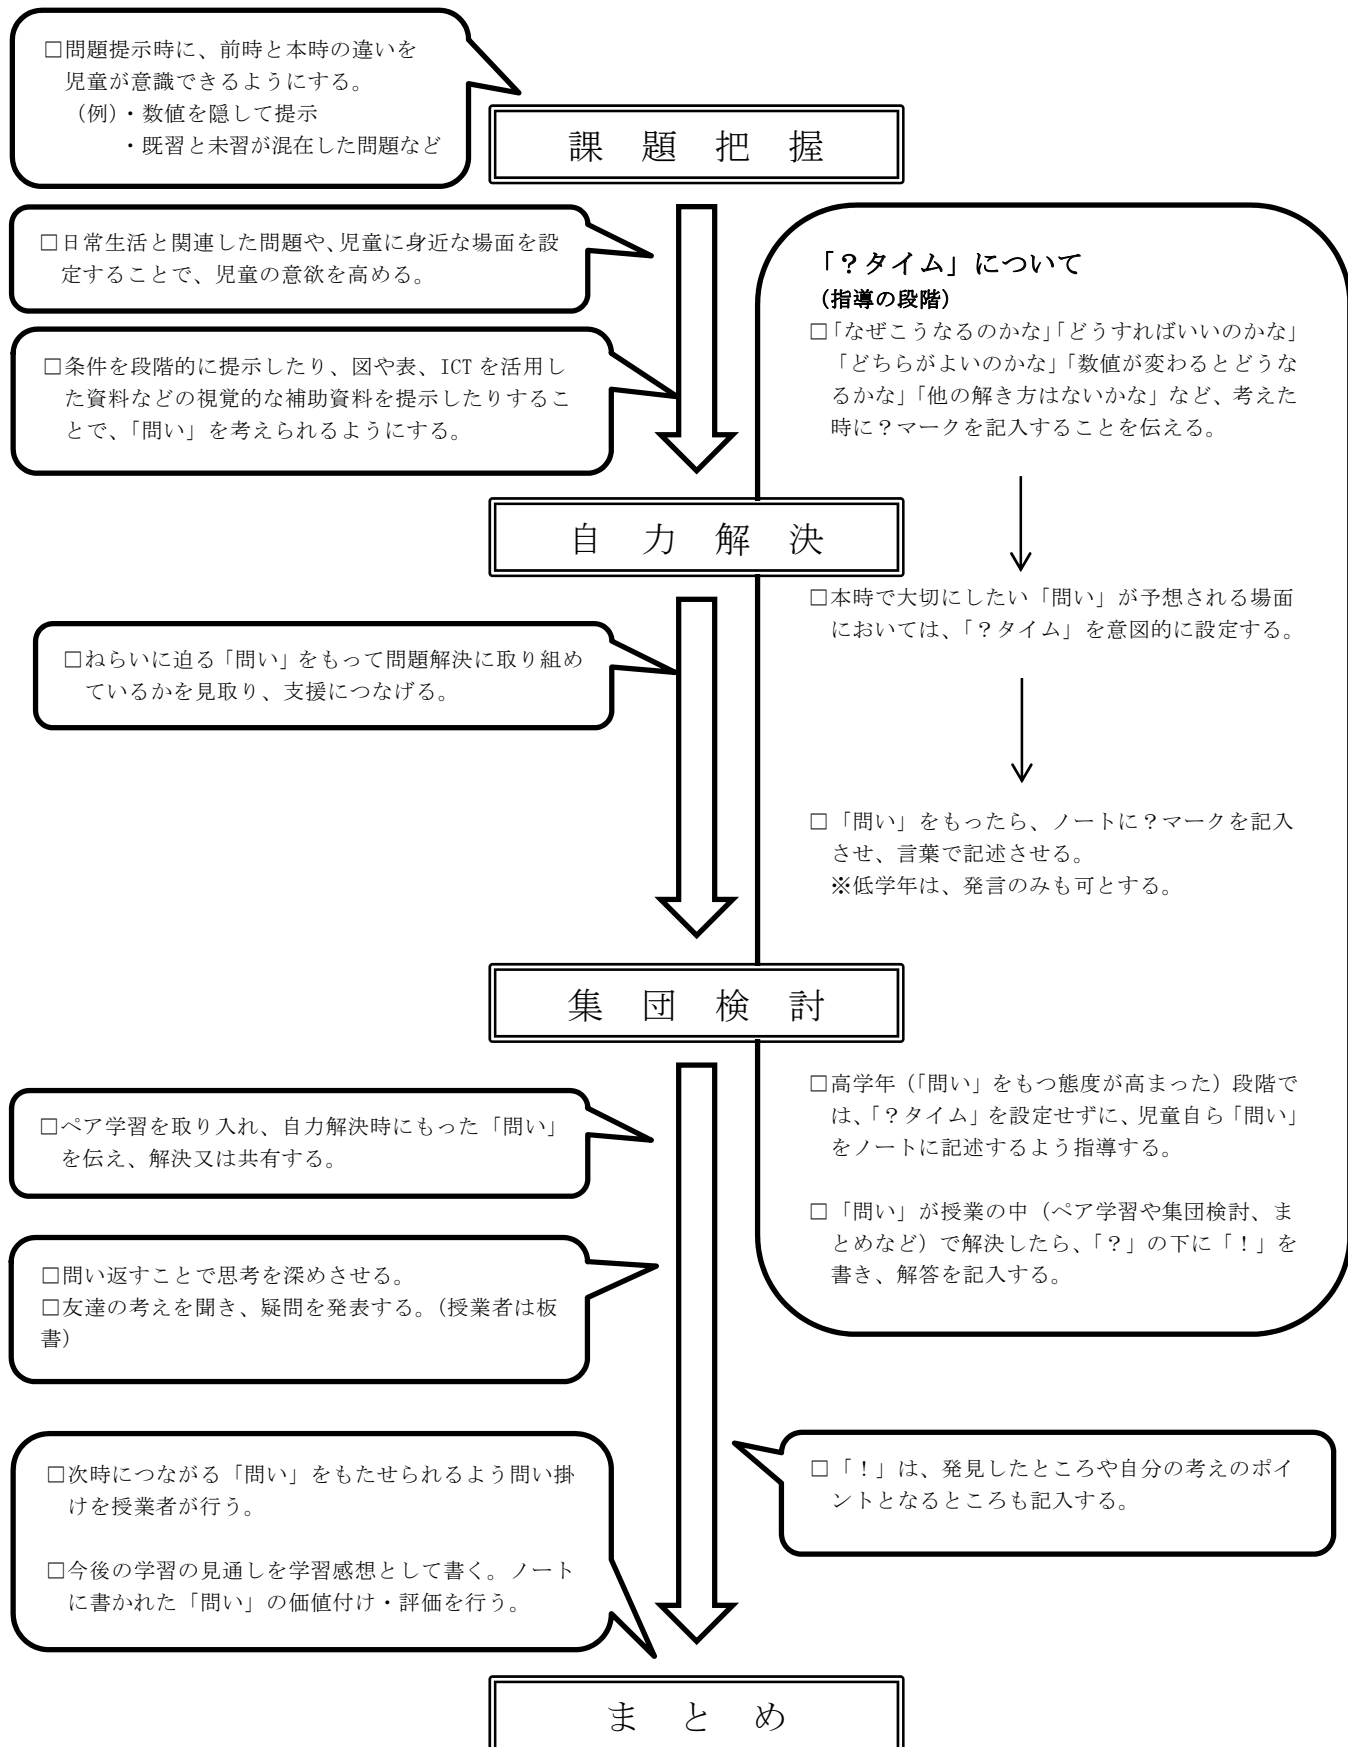 □問題提示時に、前時と本時の違いを
児童が意識できるようにする。
（例）・数値を隠して提示
・既習と未習が混在した問題など
課題把握
□日常生活と関連した問題や、児童に身近な場面を設
定することで、児童の意欲を高める。
□条件を段階的に提示したり、図や表、ICTを活用し
た資料などの視覚的な補助資料を提示したりするこ
とで、「問い」を考えられるようにする。
「？タイム」について
（指導の段階）
□「なぜこうなるのかな」「どうすればいいのかな」
「どちらがよいのかな」「数値が変わるとどうな
るかな」「他の解き方はないかな」など、考えた
時に？マークを記入することを伝える。
自力解決
□本時で大切にしたい「問い」が予想される場面
においては、「？タイム」を意図的に設定する。
□ねらいに迫る「問い」をもって問題解決に取り組め
ているかを見取り、支援につなげる。
□「問い」をもったら、ノートに？マークを記入
させ、言葉で記述させる。
※低学年は、発言のみも可とする。
集団検討
□高学年（「問い」をもつ態度が高まった）段階で
は、「？タイム」を設定せずに、児童自ら「問い」
をノートに記述するよう指導する。
□「問い」が授業の中（ペア学習や集団検討、ま
とめなど）で解決したら、「？」の下に「！」を
書き、解答を記入する。
□ペア学習を取り入れ、自力解決時にもった「問い」
を伝え、解決又は共有する。
□問い返すことで思考を深めさせる。
□友達の考えを聞き、疑問を発表する。（授業者は板
書）
□次時につながる「問い」をもたせられるよう問い掛
けを授業者が行う。
□今後の学習の見通しを学習感想として書く。ノート
に書かれた「問い」の価値付け・評価を行う。
□「！」は、発見したところや自分の考えのポイ
ントとなるところも記入する。
まとめ